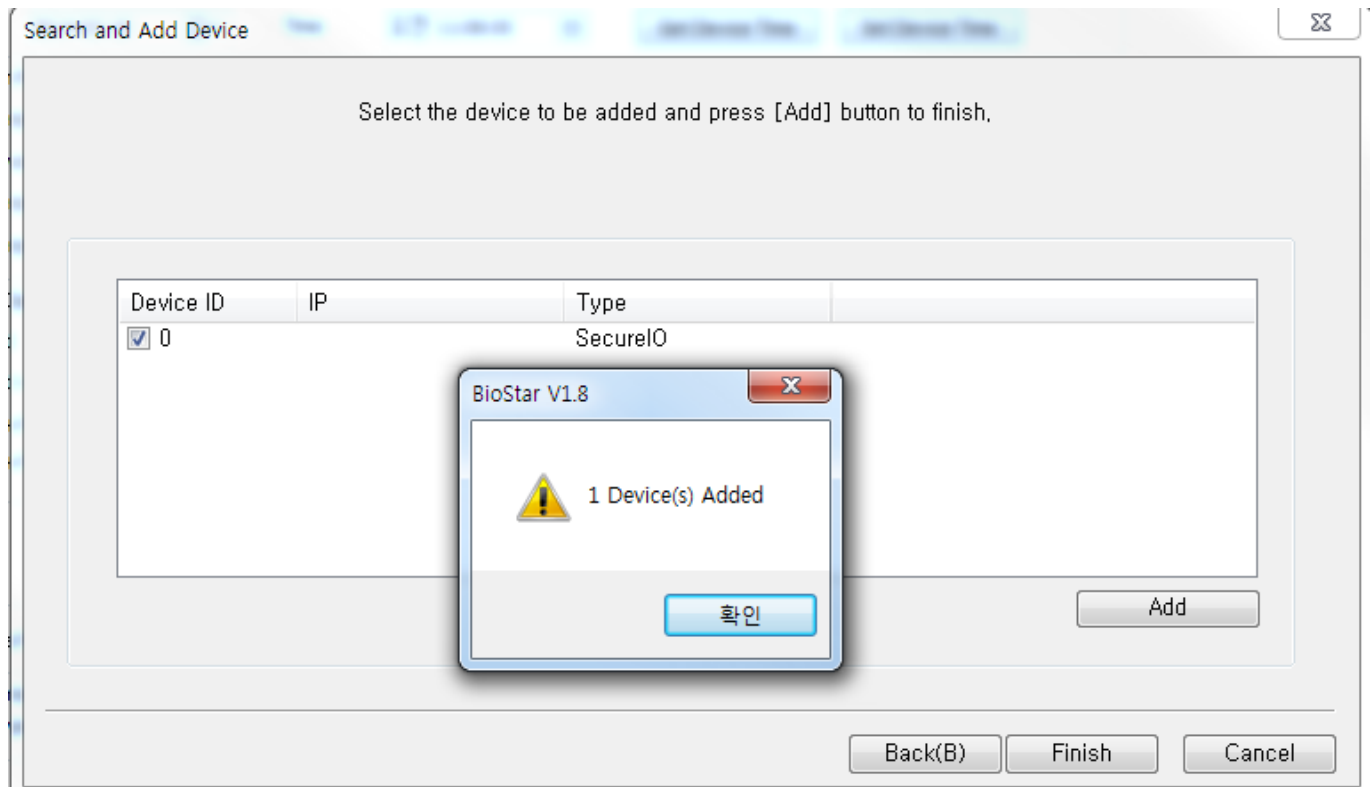 Search and Add Device
Select the device to be added and press [Add] button to finish,
Device ID IP Type
0 SecureIO
BioStar V1.8
1 Device(s) Added
확인
Add
Back(B) Finish Cancel